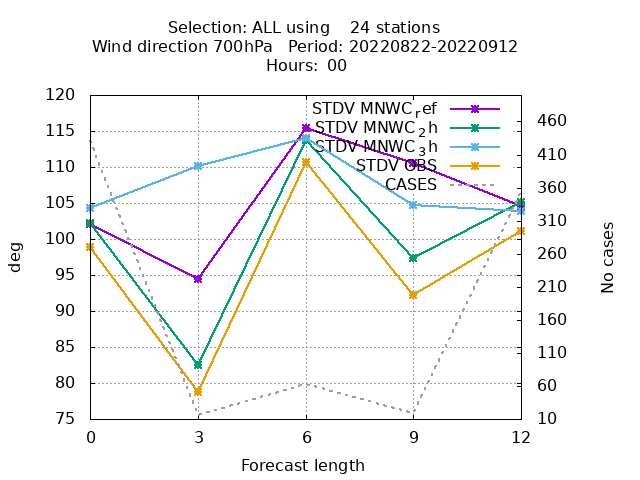 Selection: ALL using    24 stations
Wind direction 700hPa   Period: 20220822-20220912
Hours:  00
STDV MNWC_ref
STDV MNWC_2h
STDV MNWC_3h
STDV OBS
CASES
120
115
110
105
100
95
90
85
80
75
deg
460
410
360
310
260
210
160
110
60
10
No cases
0 3 6 9 12
Forecast length